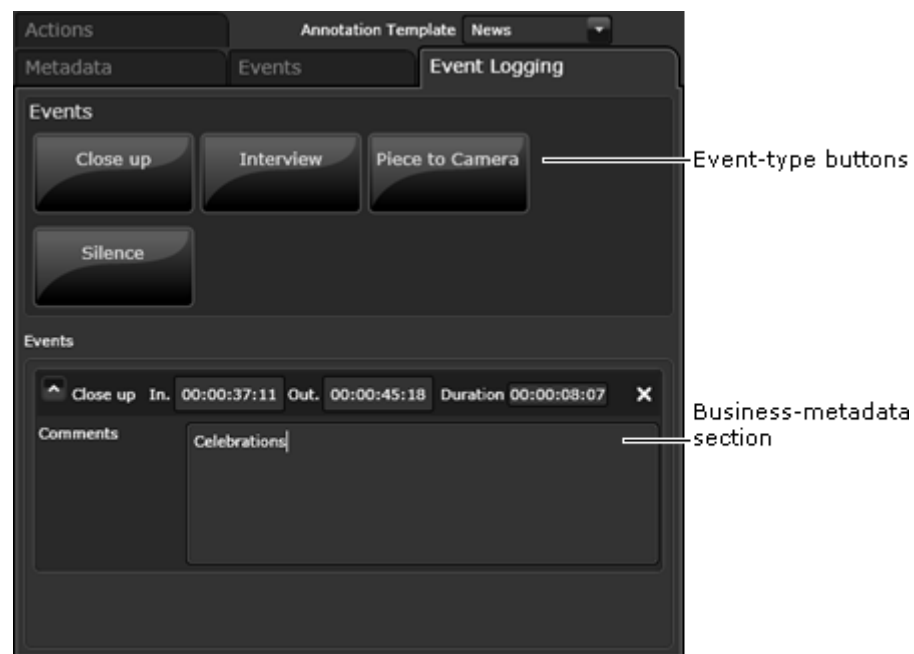 Actions
Annotation Template News
Metadata
Events
Event Logging
Events
Close up
Interview
Piece to Camera
Event-type buttons
Silence
Events
Close up In. 00:00:37:11 Out. 00:00:45:18 Duration 00:00:08:07
Comments
Celebrations
Business-metadata
section